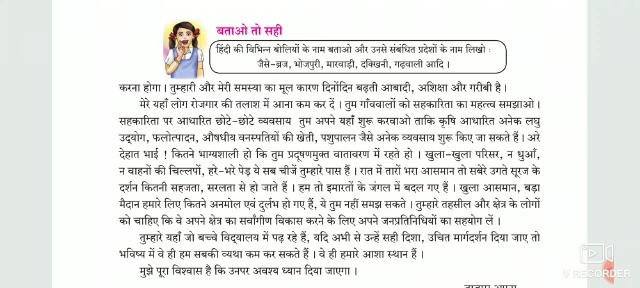 बताओ तो सही
हिंदी की विभिन्न बोलियों के नाम बताओ और उनसे संबंधित प्रदेशों के नाम लिखो :
जैसे-ब्रज, भोजपुरी, मारवाड़ी, दक्खिनी, गढ़वाली आदि ।
करना होगा । तुम्हारी और मेरी समस्या का मूल कारण दिनोंदिन बढ़ती आबादी, अशिक्षा और गरीबी है ।
मेरे यहाँ लोग रोजगार की तलाश में आना कम कर दें । तुम गाँववालों को सहकारिता का महत्त्व समझाओ ।
सहकारिता पर आधारित छोटे-छोटे व्यवसाय तुम अपने यहाँ शुरू करवाओ ताकि कृषि आधारित अनेक लघु
उद्योग, फलोत्पादन, औषधीय वनस्पतियों की खेती, पशुपालन जैसे अनेक व्यवसाय शुरू किए जा सकते हैं । अरे
देहात भाई ! कितने भाग्यशाली हो कि तुम प्रदूषणमुक्त वातावरण में रहते हो । खुला-खुला परिसर, न धुआँ,
न वाहनों की चिल्लपों, हरे-भरे पेड़ ये सब चीजें तुम्हारे पास हैं । रात में तारों भरा आसमान तो सबेरे उगते सूरज के
दर्शन कितनी सहजता, सरलता से हो जाते हैं । हम तो इमारतों के जंगल में बदल गए हैं । खुला आसमान, बड़ा
मैदान हमारे लिए कितने अनमोल एवं दुर्लभ हो गए हैं, ये तुम नहीं समझ सकते । तुम्हारे तहसील और क्षेत्र के लोगों
को चाहिए कि वे अपने क्षेत्र का सर्वांगीण विकास करने के लिए अपने जनप्रतिनिधियों का सहयोग लें ।
तुम्हारे यहाँ जो बच्चे विद्यालय में पढ़ रहे हैं, यदि अभी से उन्हें सही दिशा, उचित मार्गदर्शन दिया जाए तो
भविष्य में वे ही हम सबकी व्यथा कम कर सकते हैं । वे ही हमारे आशा स्थान हैं ।
मुझे पूरा विश्वास है कि उनपर अवश्य ध्यान दिया जाएगा ।
V RECORDER